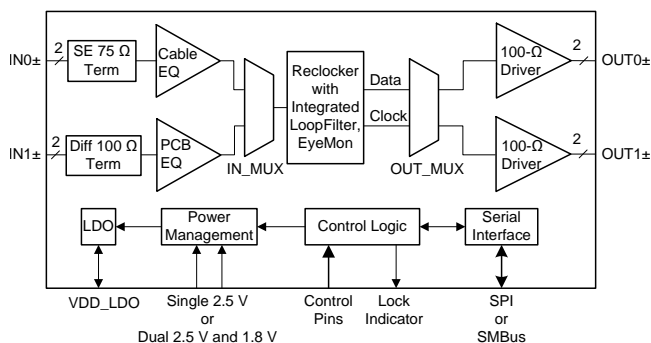 IN0±
2
SE 75 Ω
Term
Cable
EQ
IN1±
2
Diff 100 Ω
Term
PCB
EQ
IN_MUX
Reclocker
with
Integrated
LoopFilter,
EyeMon
Data
Clock
OUT_MUX
100-Ω
Driver
2
OUT0±
100-Ω
Driver
2
OUT1±
LDO
Power
Management
Control Logic
Serial
Interface
VDD_LDO
Single 2.5 V
or
Dual 2.5 V and 1.8 V
Control
Pins
Lock
Indicator
SPI
or
SMBus